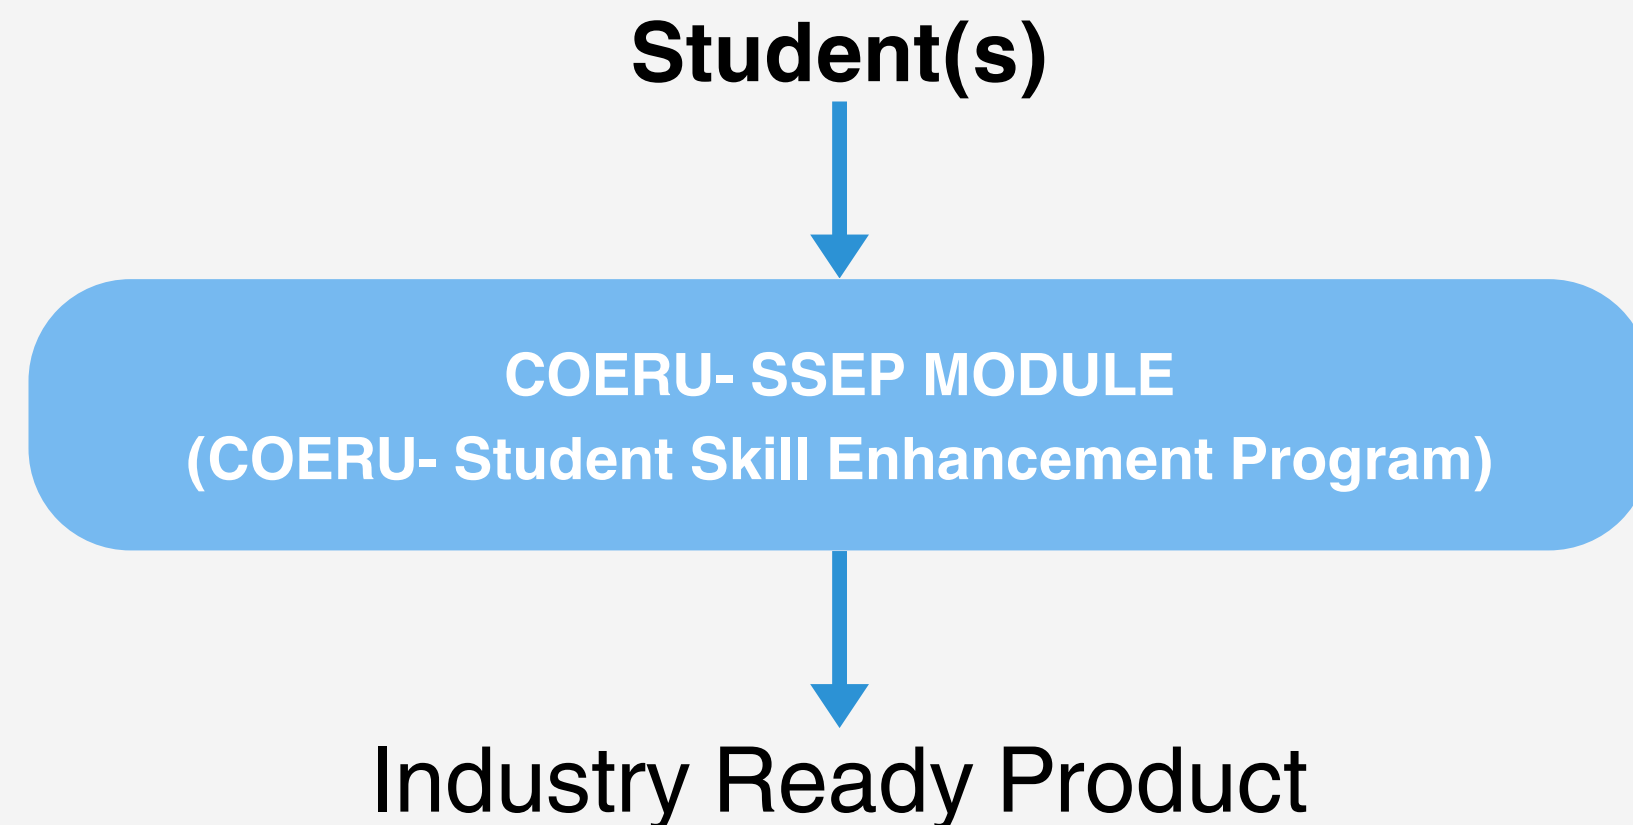 Student(s)
COERU- SSEP MODULE
(COERU- Student Skill Enhancement Program)
Industry Ready Product